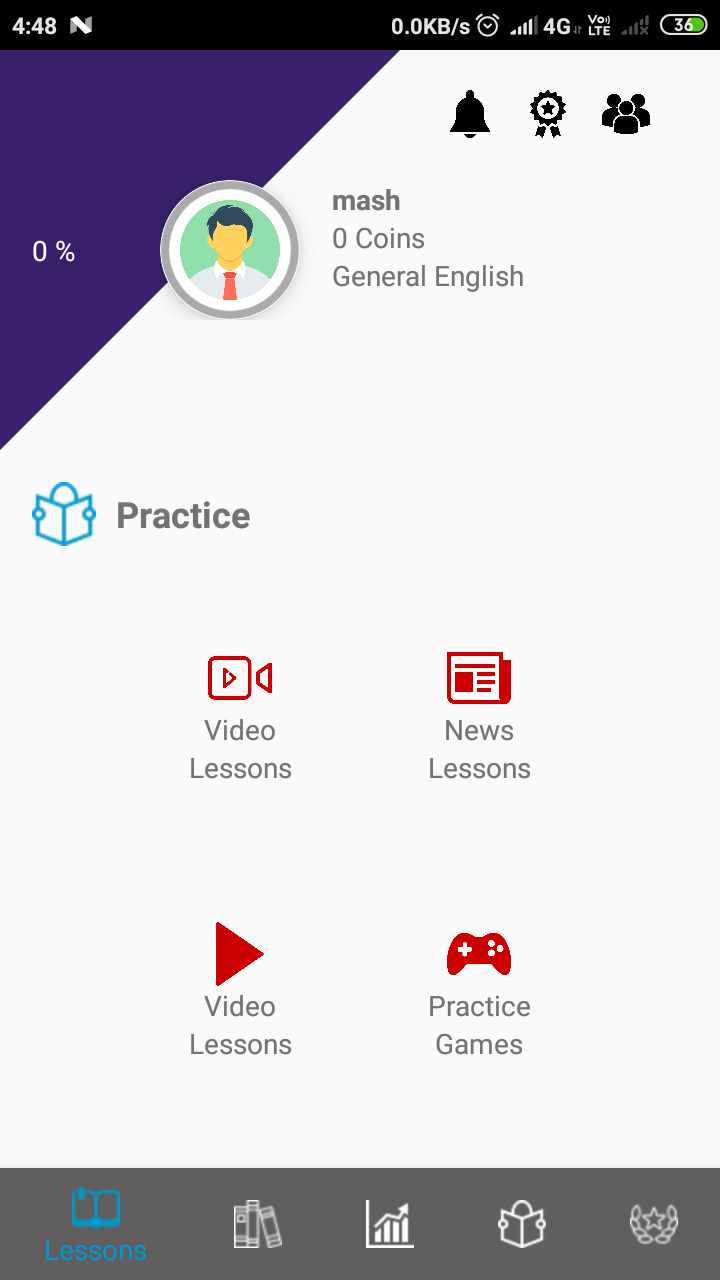 4:48
0.0KB/s
4G
Vo))
LTE
36
mash
0 %
0 Coins
General English
Practice
Video
Lessons
News
Lessons
Video
Lessons
Practice
Games
Lessons